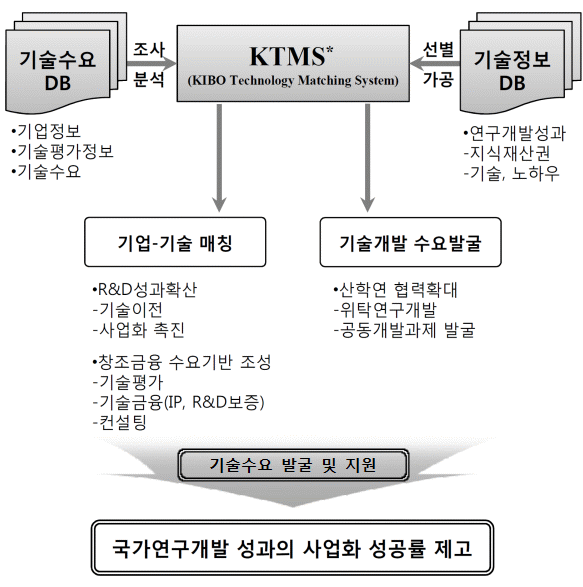 기술수요
DB
조사
분석
KTMS*
(KIBO Technology Matching System)
선별
가공
기술정보
DB
•기업정보
•기술평가정보
•기술수요
•연구개발성과
-지식재산권
-기술, 노하우
기업-기술 매칭
기술개발 수요발굴
•R&D성과확산
-기술이전
-사업화 촉진
•창조금융 수요기반 조성
-기술평가
-기술금융(IP, R&D보증)
-컨설팅
•산학연 협력확대
-위탁연구개발
-공동개발과제 발굴
기술수요 발굴 및 지원
국가연구개발 성과의 사업화 성공률 제고